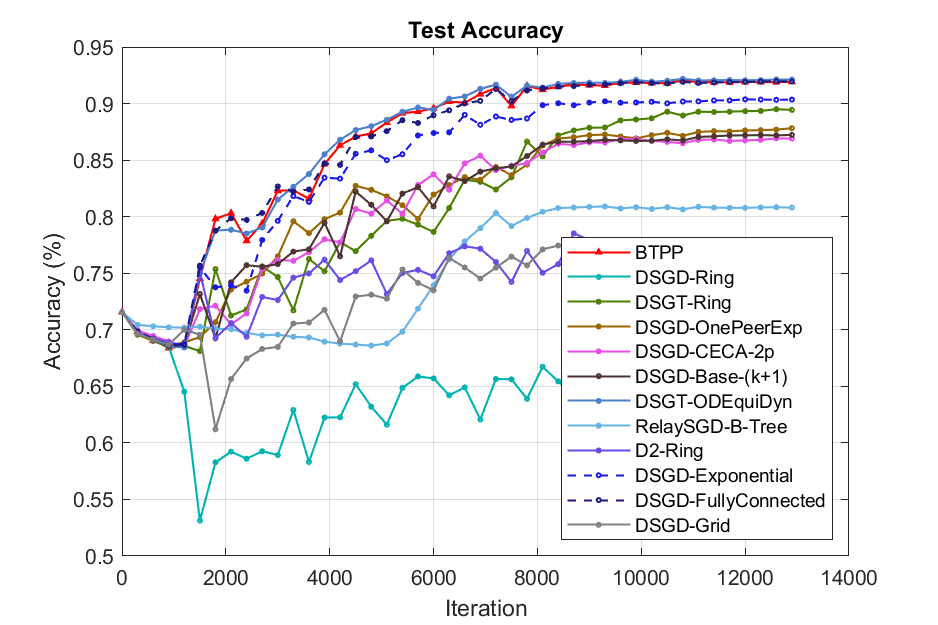 Test Accuracy
0.95
0.9
0.85
0.8
0.75
0.7
0.65
0.6
0.55
0.5
Accuracy (%)
BTPP
DSGD-Ring
DSGT-Ring
DSGD-OnePeerExp
DSGD-CECA-2p
DSGD-Base-(k+1)
DSGT-ODEquiDyn
RelaySGD-B-Tree
D2-Ring
DSGD-Exponential
DSGD-FullyConnected
DSGD-Grid
0 2000 4000 6000 8000 10000 12000 14000
Iteration